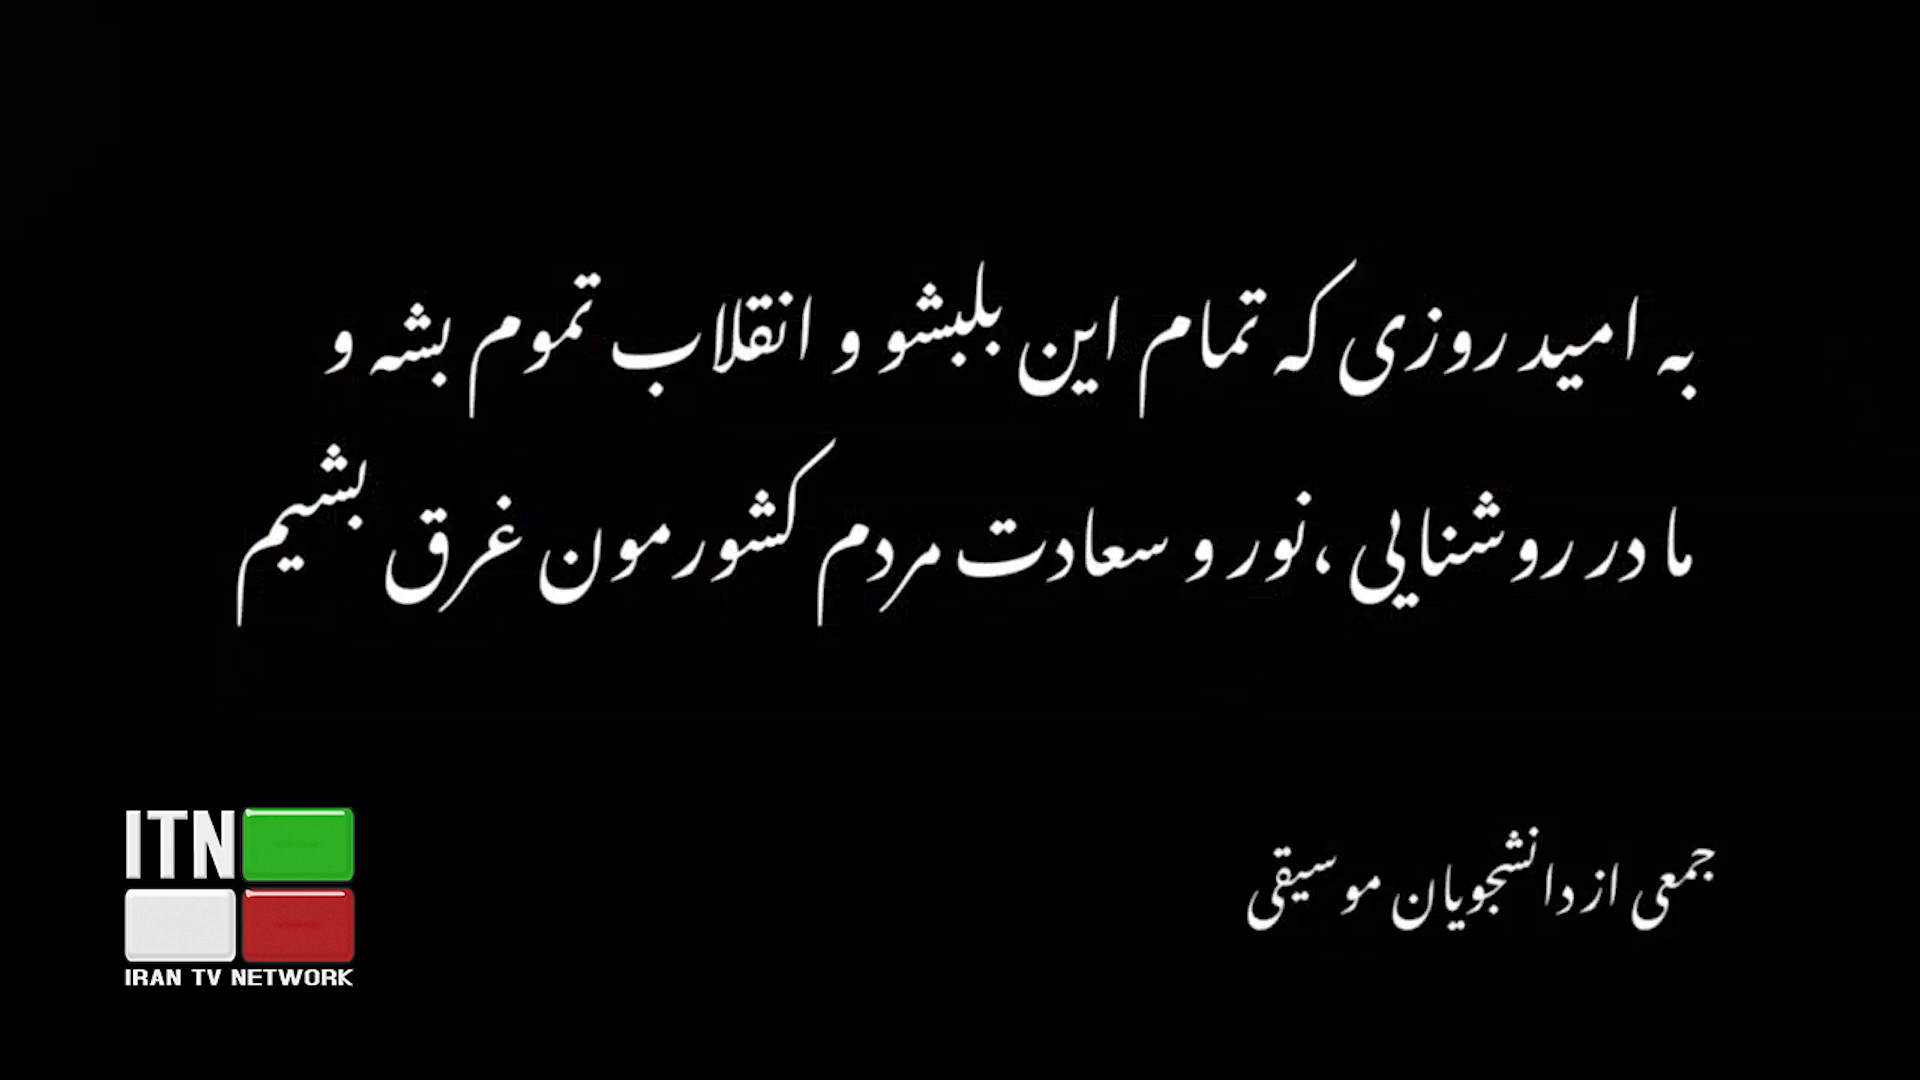 به امید روزی که تمام این بلبشو و انقلاب تموم بشه و
ما در روشنایی ،نور و سعادت مردم کشورمون غرق بشیم
جمعی از دانشجویان موسیقی
ITN
IRAN TV NETWORK